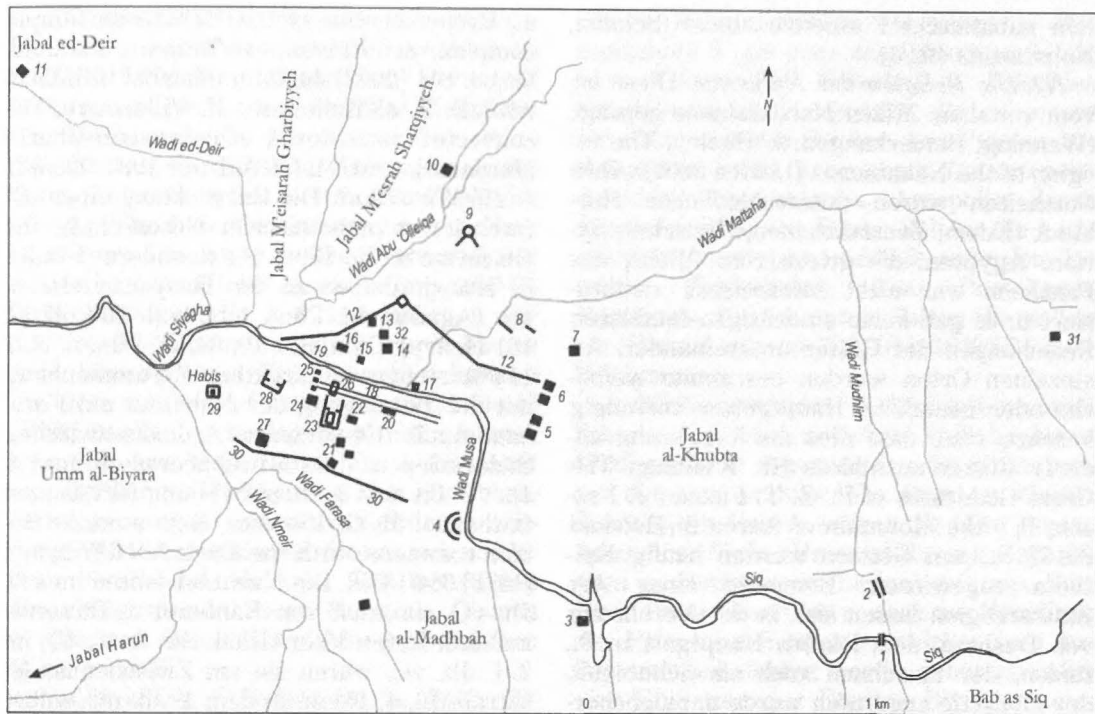 Jabal ed-Deir
11
Wadi ed-Deir
Jabal M'eisarah Gharbiyyeh
Jabal M'esrah Sharqiyyeh
10
Wadi Abu Olleiqa
9
Wadi Mattaha
Wadi Siyagha
12
13
32
16
15
14
19
8
7
31
12
6
5
Habis
29
28
25
26
18
17
24
23
22
20
27
21
30
30
Wadi Musa
Wadi Mudhlim
Jabal
al-Khubta
Jabal
Umm al-Biyara
Wadi Farasa
Wadi Nmeir
4
1
Jabal
al-Madhbah
3
Siq
2
Siq
Jabal Harun
0
1 km
Bab as Siq